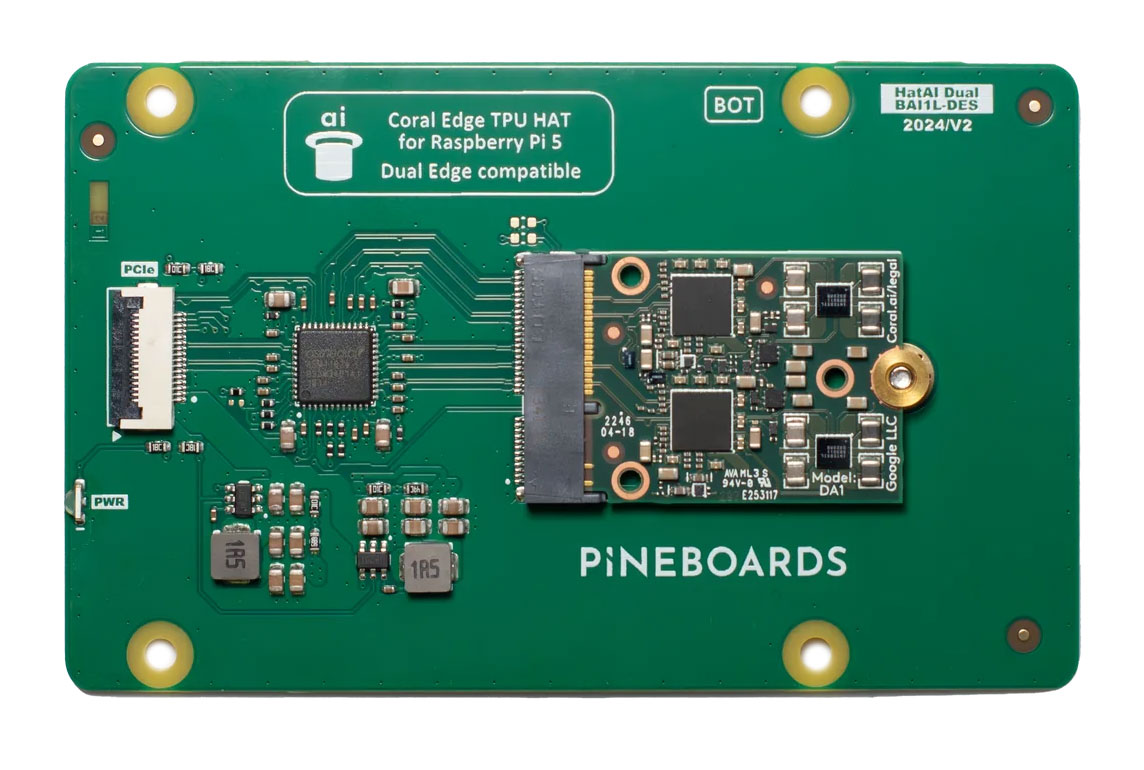 ai
Coral Edge TPU HAT
for Raspberry Pi 5
Dual Edge compatible
BOT
HatAI Dual
BAI1L-DES
2024/V2
PCIe
PWR
1R5
1R5
2246
04-18
AVA ML3 S
94V-0
E253117
Model:
DA1
Coral.ai/legal
Google LLC
PiNEBOARDS